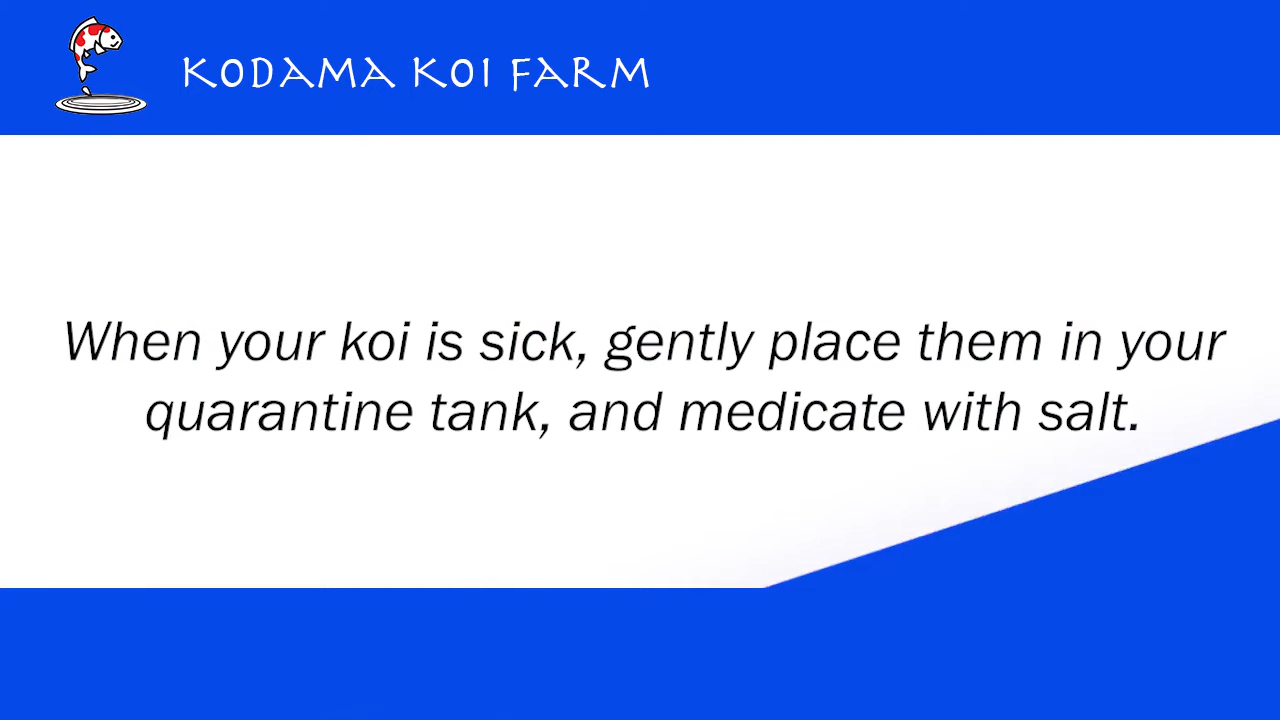 KODAMA KOI FARM
When your koi is sick, gently place them in your
quarantine tank, and medicate with salt.